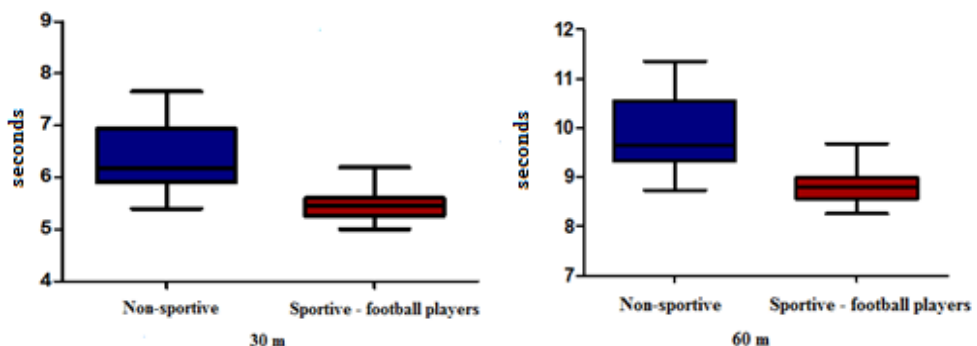 9
8
7
6
5
4
seconds
Non-sportive
Sportive - football players
30 m
12
11
10
9
8
7
seconds
Non-sportive
Sportive - football players
60 m